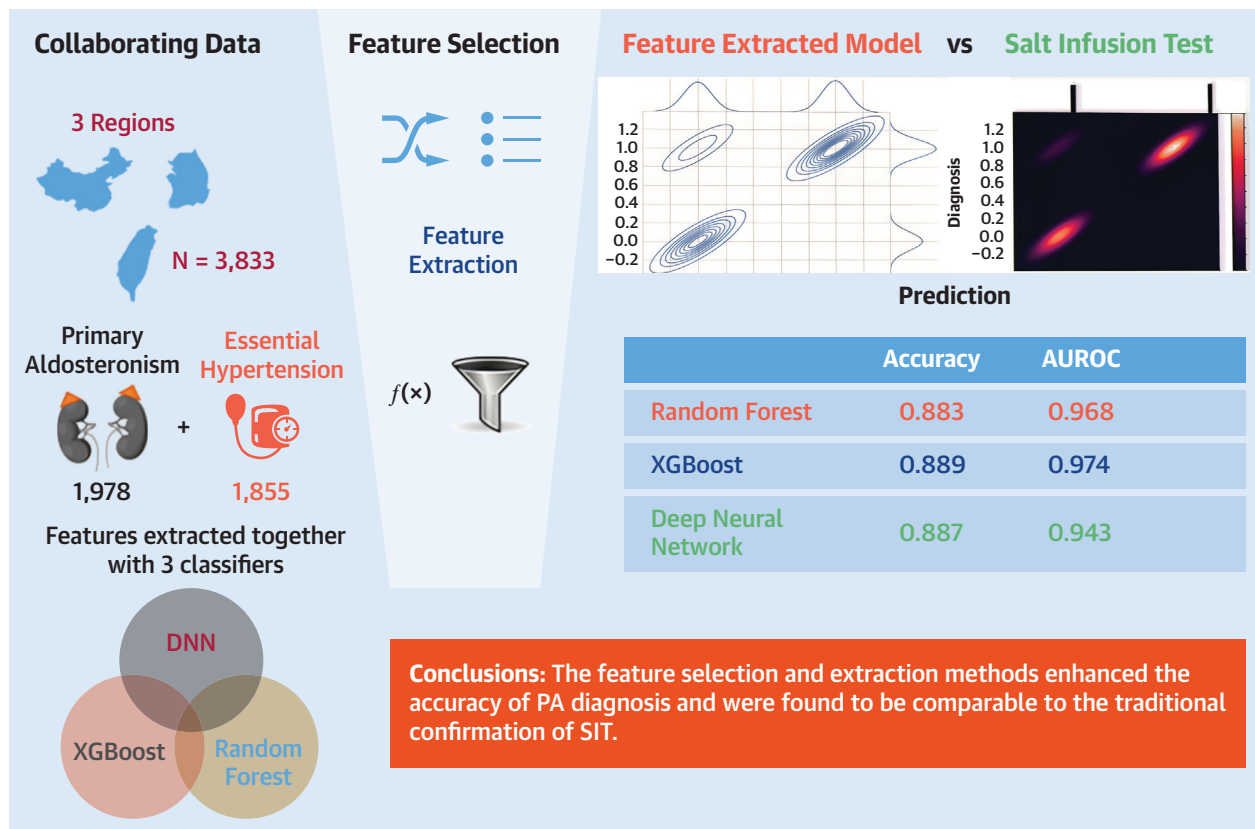 Collaborating Data
3 Regions
N = 3,833
Primary
Aldosteronism
+
Essential
Hypertension
1,978
1,855
Features extracted together
with 3 classifiers
DNN
XGBoost
Random
Forest
Feature Selection
Feature
Extraction
f(×)
Feature Extracted Model vs Salt Infusion Test
1.2
1.0
0.8
0.6
0.4
0.2
0.0
−0.2
Diagnosis
1.2
1.0
0.8
0.6
0.4
0.2
0.0
−0.2
Prediction
Accuracy AUROC
Random Forest 0.883 0.968
XGBoost 0.889 0.974
Deep Neural
Network 0.887 0.943
Conclusions: The feature selection and extraction methods enhanced the
accuracy of PA diagnosis and were found to be comparable to the traditional
confirmation of SIT.